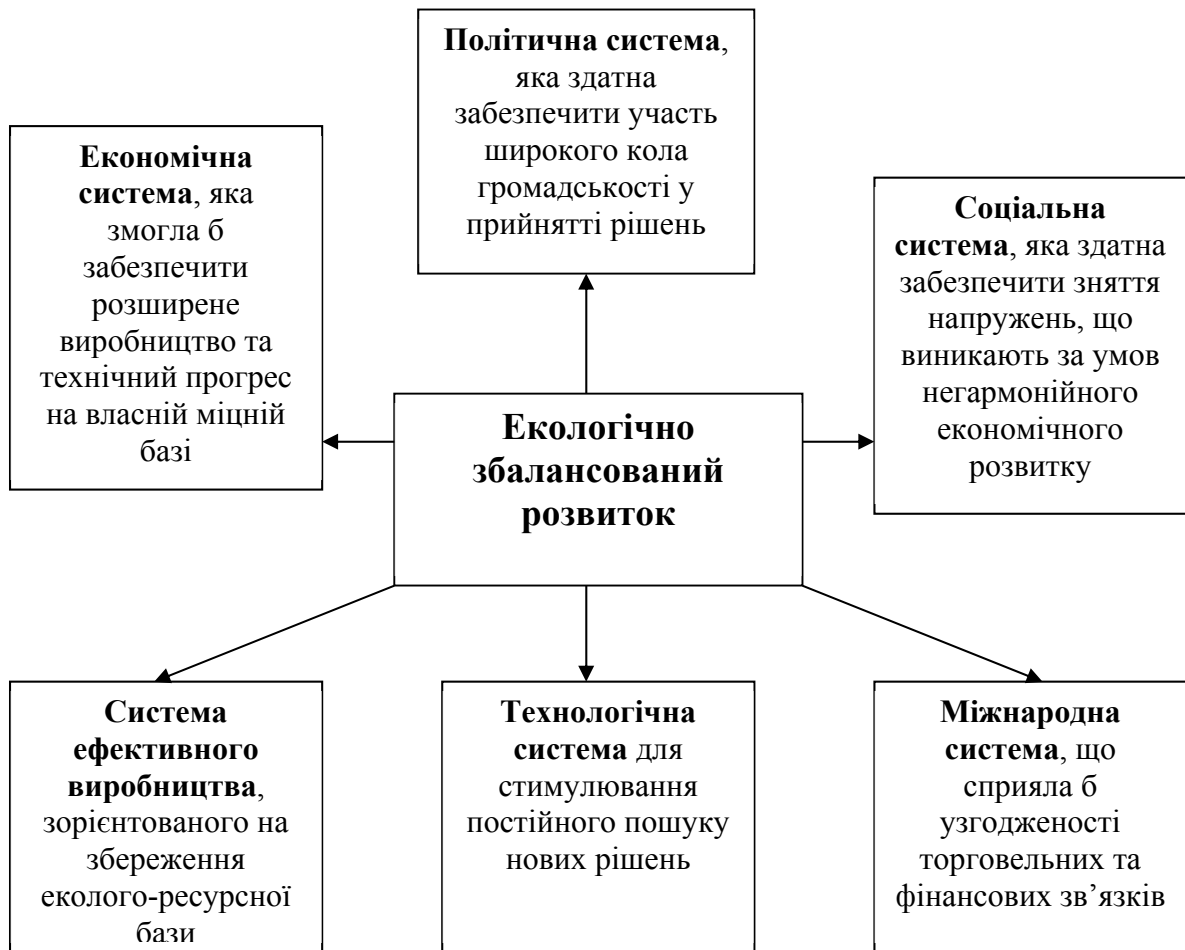 Політична система,
яка здатна
забезпечити участь
широкого кола
громадськості у
прийнятті рішень
Економічна
система, яка
змогла б
забезпечити
розширене
виробництво та
технічний прогрес
на власній міцній
базі
Соціальна
система, яка здатна
забезпечити зняття
напружень, що
виникають за умов
негармонійного
економічного
розвитку
Екологічно
збалансований
розвиток
Система
ефективного
виробництва,
зорієнтованого на
збереження
еколого-ресурсної
бази
Технологічна
система для
стимулювання
постійного пошуку
нових рішень
Міжнародна
система, що
сприяла б
узгодженості
торговельних та
фінансових зв’язків